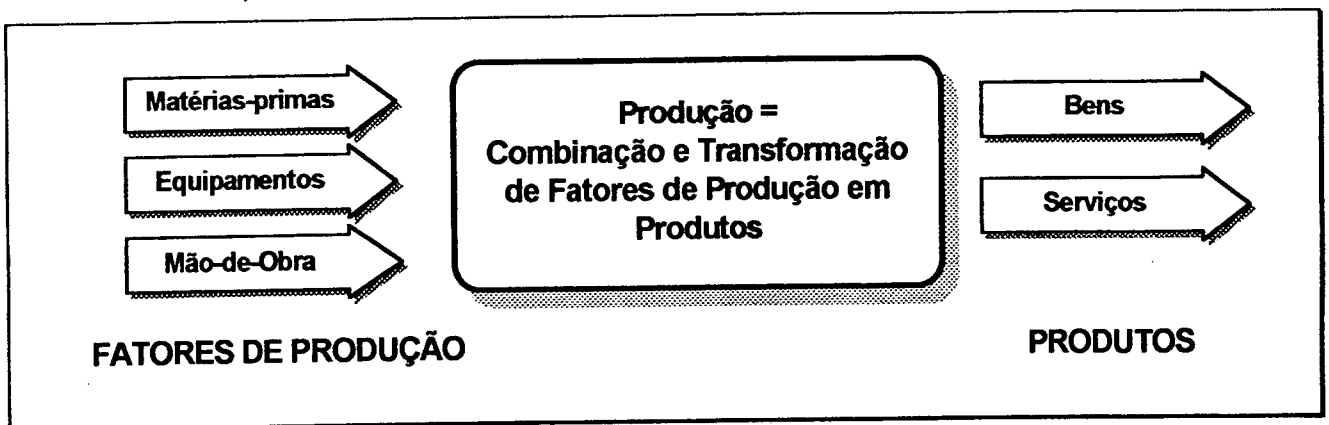 Matérias-primas
Equipamentos
Mão-de-Obra
FATORES DE PRODUÇÃO
Produção =
Combinação e Transformação
de Fatores de Produção em
Produtos
Bens
Serviços
PRODUTOS